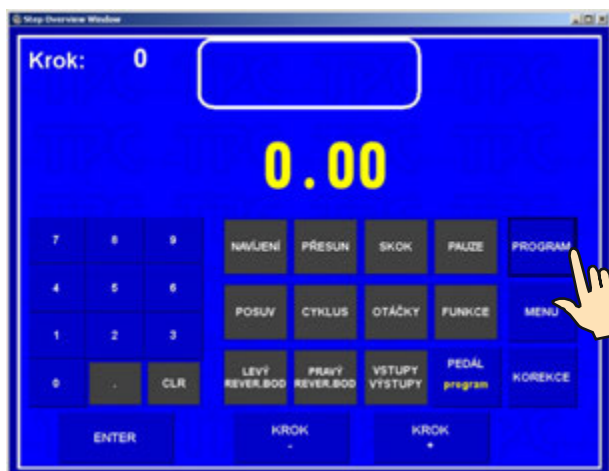 Step Overview Window
Krok: 0
0.00
7 8 9 NAVÍJENÍ PŘESUN SKOK PAUZE PROGRAM
4 5 6 POSUV CYKLUS OTÁČKY FUNKCE MENU
1 2 3
0 . CLR LEVÝ REVER.BOD PRAVÝ REVER.BOD VSTUPY VÝSTUPY PEDÁL program KOREKCE
ENTER KROK - KROK +